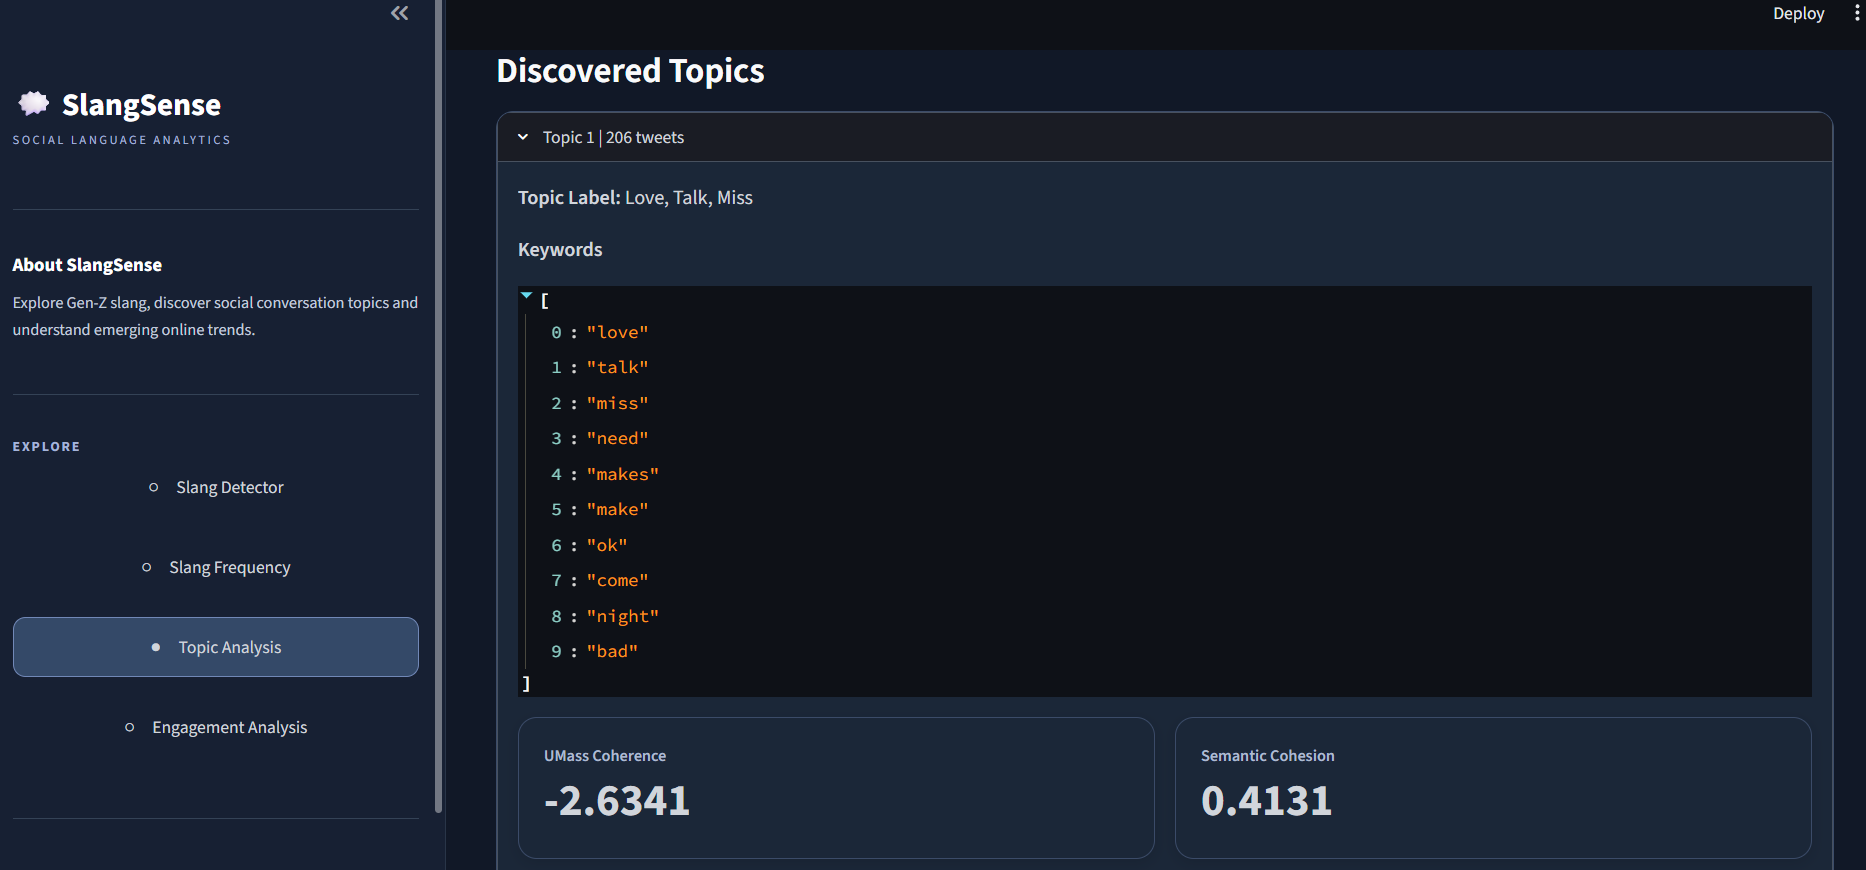 SlangSense
SOCIAL LANGUAGE ANALYTICS
About SlangSense
Explore Gen-Z slang, discover social conversation topics and
understand emerging online trends.
EXPLORE
Slang Detector
Slang Frequency
Topic Analysis
Engagement Analysis
Deploy
Discovered Topics
Topic 1 | 206 tweets
Topic Label: Love, Talk, Miss
Keywords
[
0 : "love"
1 : "talk"
2 : "miss"
3 : "need"
4 : "makes"
5 : "make"
6 : "ok"
7 : "come"
8 : "night"
9 : "bad"
]
UMass Coherence
-2.6341
Semantic Cohesion
0.4131